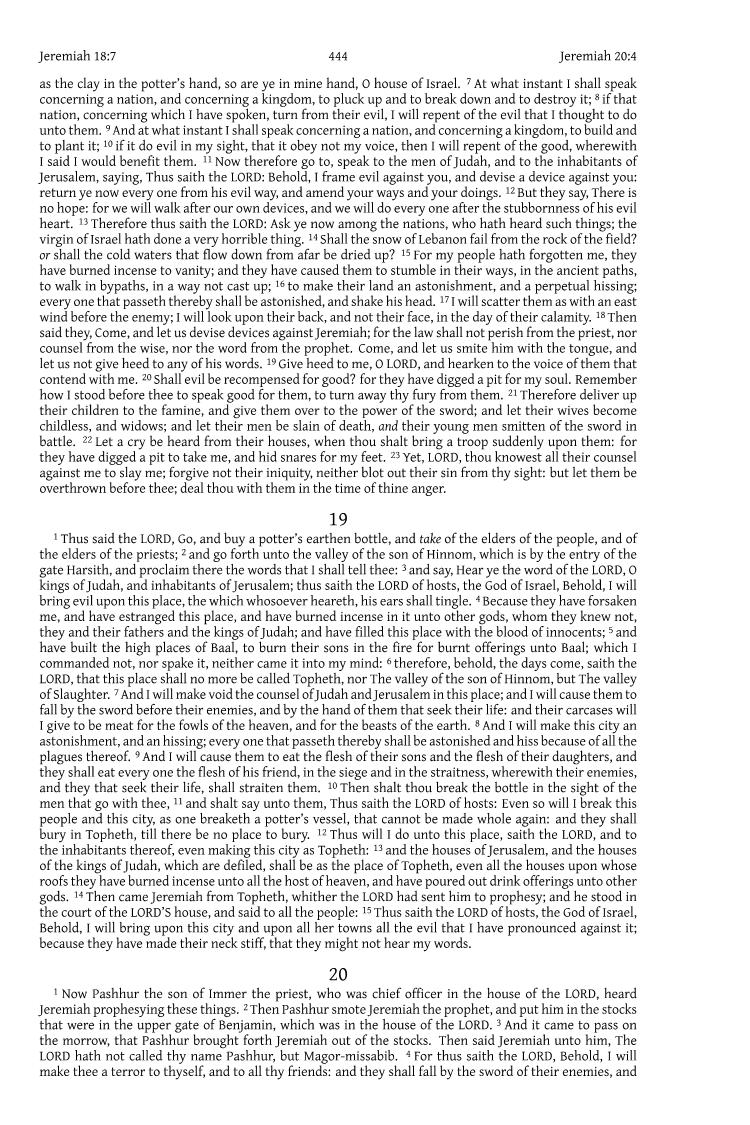 Jeremiah 18:7 444 Jeremiah 20:4
as the clay in the potter’s hand, so are ye in mine hand, O house of Israel. 7 At what instant I shall speak
concerning a nation, and concerning a kingdom, to pluck up and to break down and to destroy it; 8 if that
nation, concerning which I have spoken, turn from their evil, I will repent of the evil that I thought to do
unto them. 9 And at what instant I shall speak concerning a nation, and concerning a kingdom, to build and
to plant it; 10 if it do evil in my sight, that it obey not my voice, then I will repent of the good, wherewith
I said I would benefit them. 11 Now therefore go to, speak to the men of Judah, and to the inhabitants of
Jerusalem, saying, Thus saith the LORD: Behold, I frame evil against you, and devise a device against you:
return ye now every one from his evil way, and amend your ways and your doings. 12 But they say, There is
no hope: for we will walk after our own devices, and we will do every one after the stubbornness of his evil
heart. 13 Therefore thus saith the LORD: Ask ye now among the nations, who hath heard such things; the
virgin of Israel hath done a very horrible thing. 14 Shall the snow of Lebanon fail from the rock of the field?
or shall the cold waters that flow down from afar be dried up? 15 For my people hath forgotten me, they
have burned incense to vanity; and they have caused them to stumble in their ways, in the ancient paths,
to walk in bypaths, in a way not cast up; 16 to make their land an astonishment, and a perpetual hissing;
every one that passeth thereby shall be astonished, and shake his head. 17 I will scatter them as with an east
wind before the enemy; I will look upon their back, and not their face, in the day of their calamity. 18 Then
said they, Come, and let us devise devices against Jeremiah; for the law shall not perish from the priest, nor
counsel from the wise, nor the word from the prophet. Come, and let us smite him with the tongue, and
let us not give heed to any of his words. 19 Give heed to me, O LORD, and hearken to the voice of them that
contend with me. 20 Shall evil be recompensed for good? for they have digged a pit for my soul. Remember
how I stood before thee to speak good for them, to turn away thy fury from them. 21 Therefore deliver up
their children to the famine, and give them over to the power of the sword; and let their wives become
childless, and widows; and let their men be slain of death, and their young men smitten of the sword in
battle. 22 Let a cry be heard from their houses, when thou shalt bring a troop suddenly upon them: for
they have digged a pit to take me, and hid snares for my feet. 23 Yet, LORD, thou knowest all their counsel
against me to slay me; forgive not their iniquity, neither blot out their sin from thy sight: but let them be
overthrown before thee; deal thou with them in the time of thine anger.
19
1 Thus said the LORD, Go, and buy a potter’s earthen bottle, and take of the elders of the people, and of
the elders of the priests; 2 and go forth unto the valley of the son of Hinnom, which is by the entry of the
gate Harsith, and proclaim there the words that I shall tell thee: 3 and say, Hear ye the word of the LORD, O
kings of Judah, and inhabitants of Jerusalem; thus saith the LORD of hosts, the God of Israel, Behold, I will
bring evil upon this place, the which whosoever heareth, his ears shall tingle. 4 Because they have forsaken
me, and have estranged this place, and have burned incense in it unto other gods, whom they knew not,
they and their fathers and the kings of Judah; and have filled this place with the blood of innocents; 5 and
have built the high places of Baal, to burn their sons in the fire for burnt offerings unto Baal; which I
commanded not, nor spake it, neither came it into my mind: 6 therefore, behold, the days come, saith the
LORD, that this place shall no more be called Topheth, nor The valley of the son of Hinnom, but The valley
of Slaughter. 7 And I will make void the counsel of Judah and Jerusalem in this place; and I will cause them to
fall by the sword before their enemies, and by the hand of them that seek their life: and their carcases will
I give to be meat for the fowls of the heaven, and for the beasts of the earth. 8 And I will make this city an
astonishment, and an hissing; every one that passeth thereby shall be astonished and hiss because of all the
plagues thereof. 9 And I will cause them to eat the flesh of their sons and the flesh of their daughters, and
they shall eat every one the flesh of his friend, in the siege and in the straitness, wherewith their enemies,
and they that seek their life, shall straiten them. 10 Then shalt thou break the bottle in the sight of the
men that go with thee, 11 and shalt say unto them, Thus saith the LORD of hosts: Even so will I break this
people and this city, as one breaketh a potter’s vessel, that cannot be made whole again: and they shall
bury in Topheth, till there be no place to bury. 12 Thus will I do unto this place, saith the LORD, and to
the inhabitants thereof, even making this city as Topheth: 13 and the houses of Jerusalem, and the houses
of the kings of Judah, which are defiled, shall be as the place of Topheth, even all the houses upon whose
roofs they have burned incense unto all the host of heaven, and have poured out drink offerings unto other
gods. 14 Then came Jeremiah from Topheth, whither the LORD had sent him to prophesy; and he stood in
the court of the LORD’S house, and said to all the people: 15 Thus saith the LORD of hosts, the God of Israel,
Behold, I will bring upon this city and upon all her towns all the evil that I have pronounced against it;
because they have made their neck stiff, that they might not hear my words.
20
1 Now Pashhur the son of Immer the priest, who was chief officer in the house of the LORD, heard
Jeremiah prophesying these things. 2 Then Pashhur smote Jeremiah the prophet, and put him in the stocks
that were in the upper gate of Benjamin, which was in the house of the LORD. 3 And it came to pass on
the morrow, that Pashhur brought forth Jeremiah out of the stocks. Then said Jeremiah unto him, The
LORD hath not called thy name Pashhur, but Magor-missabib. 4 For thus saith the LORD, Behold, I will
make thee a terror to thyself, and to all thy friends: and they shall fall by the sword of their enemies, and